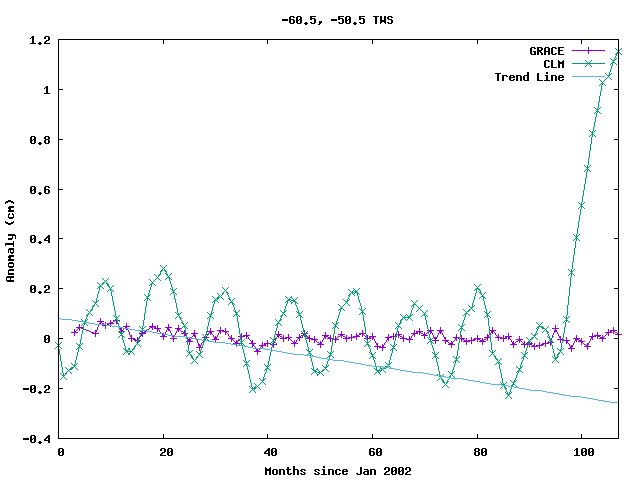 -60.5, -50.5 TWS
GRACE
CLM
Trend Line
1.2
1
0.8
0.6
0.4
0.2
0
-0.2
-0.4
Anomaly (cm)
0 20 40 60 80 100
Months since Jan 2002